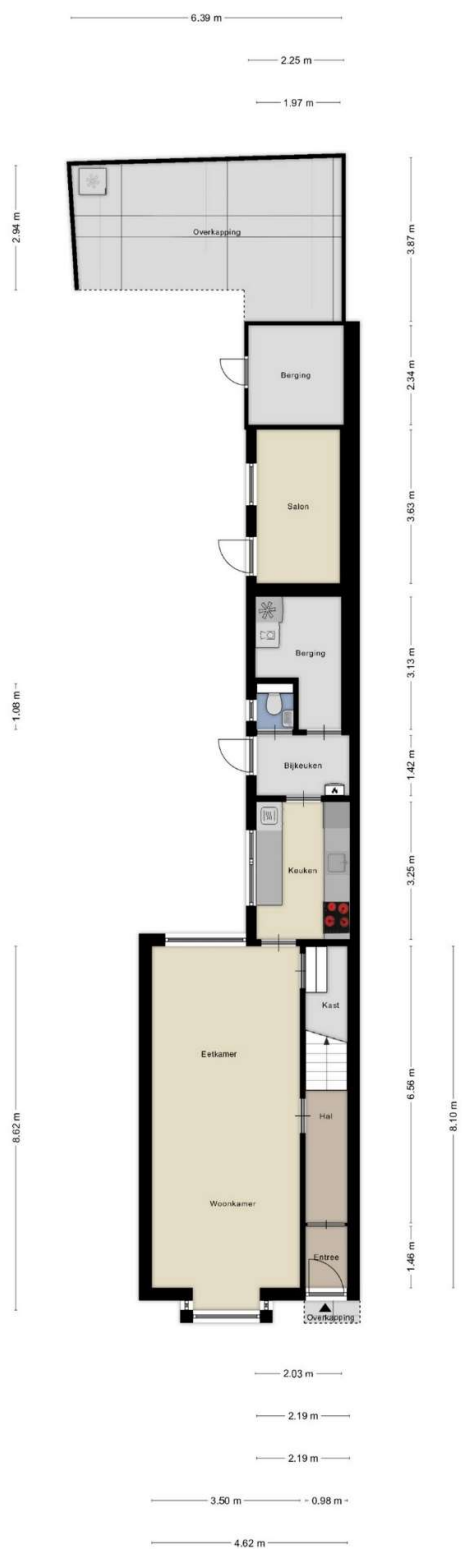 6.39 m
2.25 m
1.97 m
2.94 m
Overkapping
3.87 m
Berging
2.34 m
Salon
3.63 m
Berging
3.13 m
1.08 m
Bijkeuken
1.42 m
Keuken
3.25 m
Kast
Eetkamer
6.56 m
Hal
8.62 m
8.10 m
Woonkamer
Entree
1.46 m
Overkapping
2.03 m
2.19 m
2.19 m
3.50 m
0.98 m
4.62 m